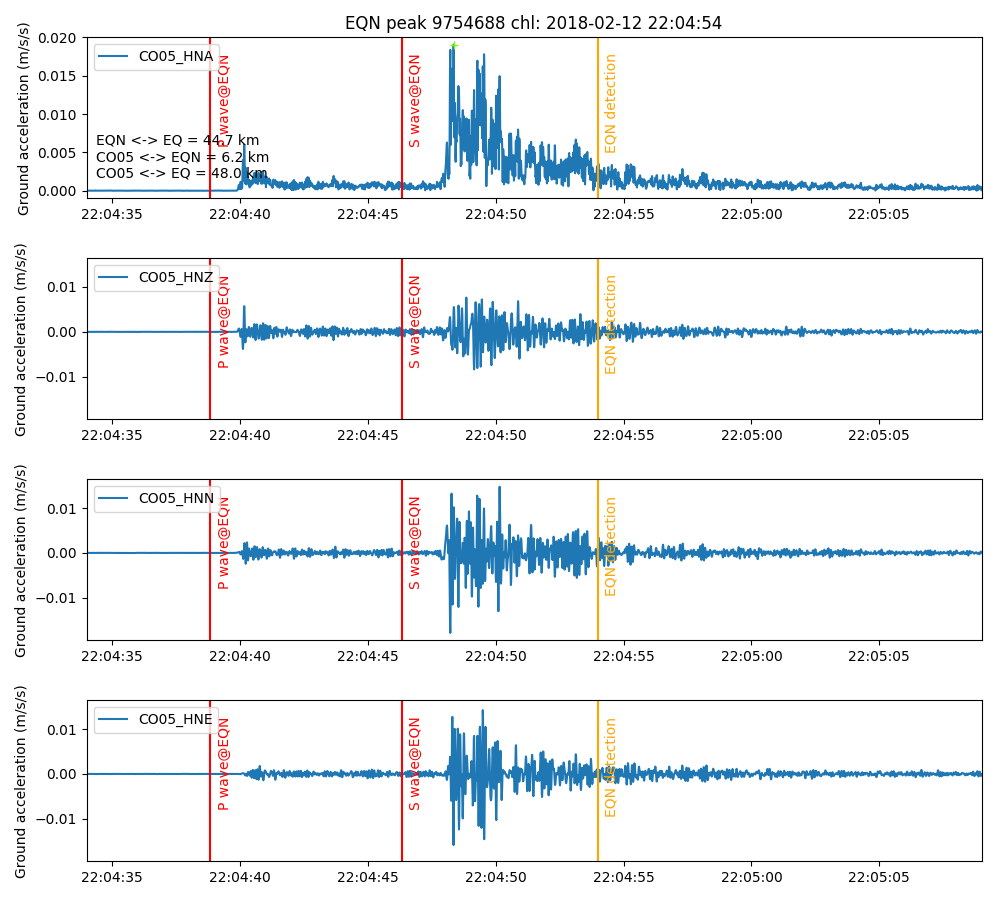 EQN peak 9754688 chl: 2018-02-12 22:04:54
Ground acceleration (m/s/s)
0.020
0.015
0.010
0.005
0.000
CO05_HNA
P wave@EQN
S wave@EQN
EQN detection
EQN <-> EQ = 44.7 km
CO05 <-> EQN = 6.2 km
CO05 <-> EQ = 48.0 km
22:04:35 22:04:40 22:04:45 22:04:50 22:04:55 22:05:00 22:05:05
Ground acceleration (m/s/s)
0.01
0.00
−0.01
CO05_HNZ
P wave@EQN
S wave@EQN
EQN detection
22:04:35 22:04:40 22:04:45 22:04:50 22:04:55 22:05:00 22:05:05
Ground acceleration (m/s/s)
0.01
0.00
−0.01
CO05_HNN
P wave@EQN
S wave@EQN
EQN detection
22:04:35 22:04:40 22:04:45 22:04:50 22:04:55 22:05:00 22:05:05
Ground acceleration (m/s/s)
0.01
0.00
−0.01
CO05_HNE
P wave@EQN
S wave@EQN
EQN detection
22:04:35 22:04:40 22:04:45 22:04:50 22:04:55 22:05:00 22:05:05